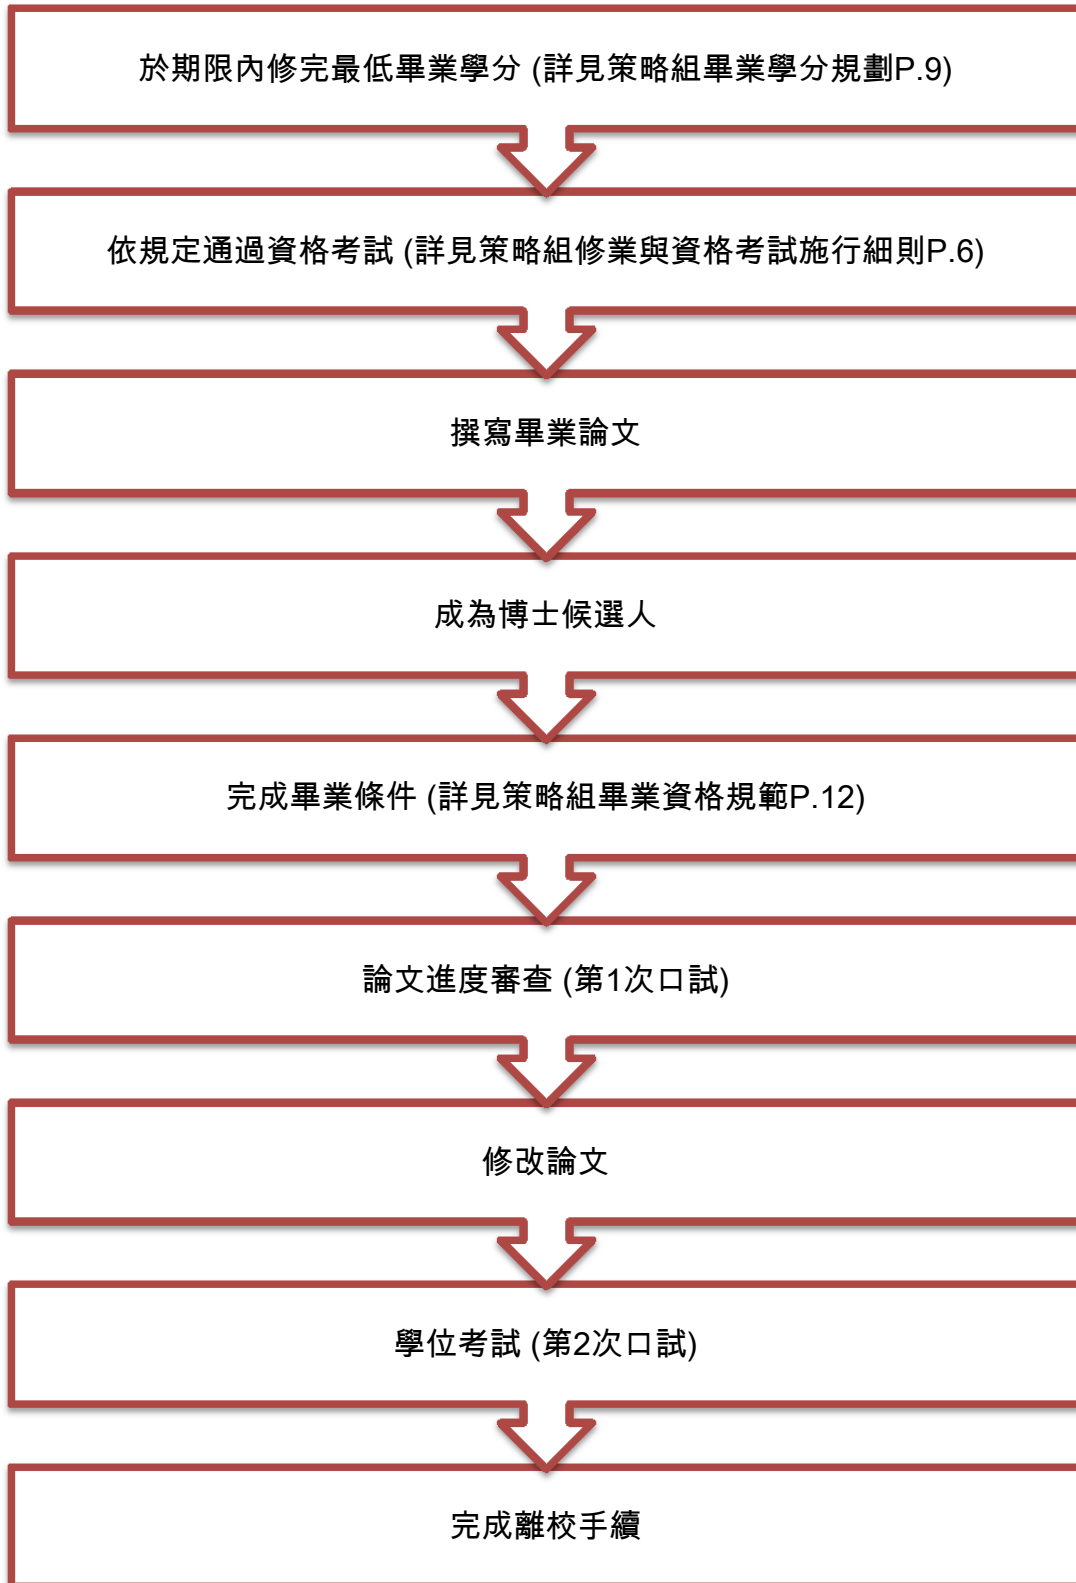 於期限內修完最低畢業學分 (詳見策略組畢業學分規劃P.9)
依規定通過資格考試 (詳見策略組修業與資格考試施行細則P.6)
撰寫畢業論文
成為博士候選人
完成畢業條件 (詳見策略組畢業資格規範P.12)
論文進度審查 (第1次口試)
修改論文
學位考試 (第2次口試)
完成離校手續